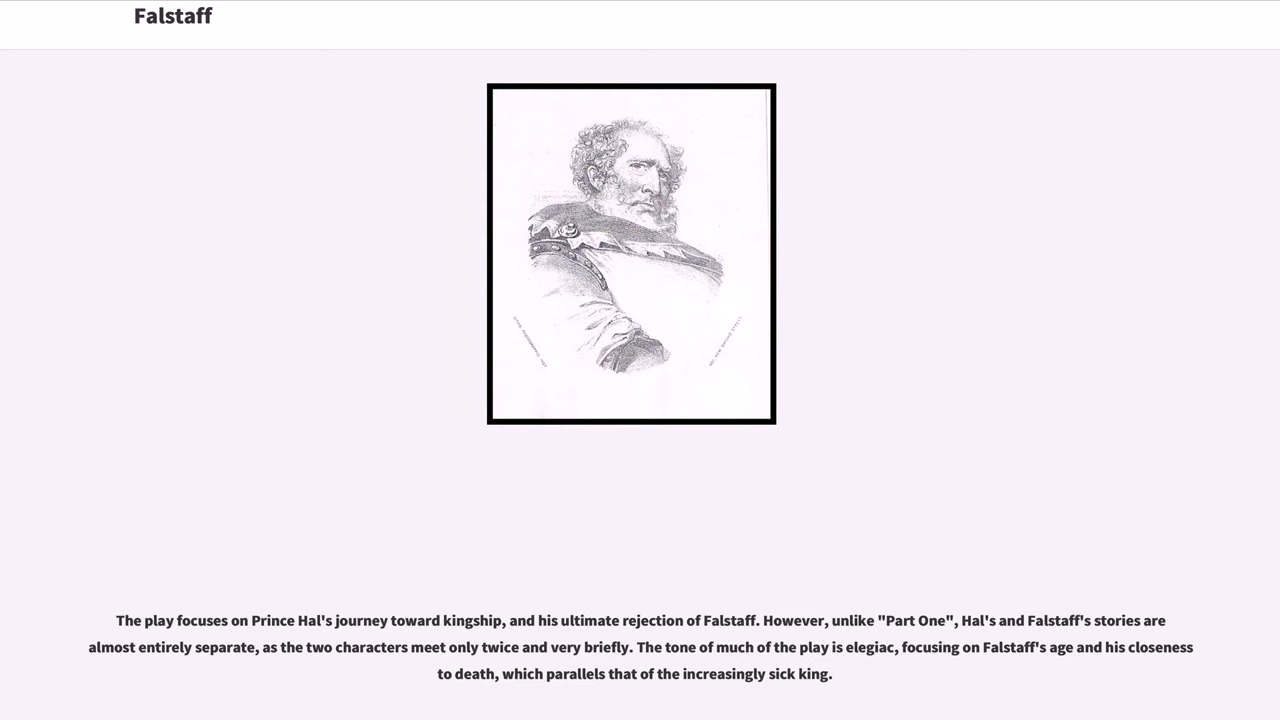 Falstaff
The play focuses on Prince Hal's journey toward kingship, and his ultimate rejection of Falstaff. However, unlike "Part One", Hal's and Falstaff's stories are
almost entirely separate, as the two characters meet only twice and very briefly. The tone of much of the play is elegiac, focusing on Falstaff's age and his closeness
to death, which parallels that of the increasingly sick king.